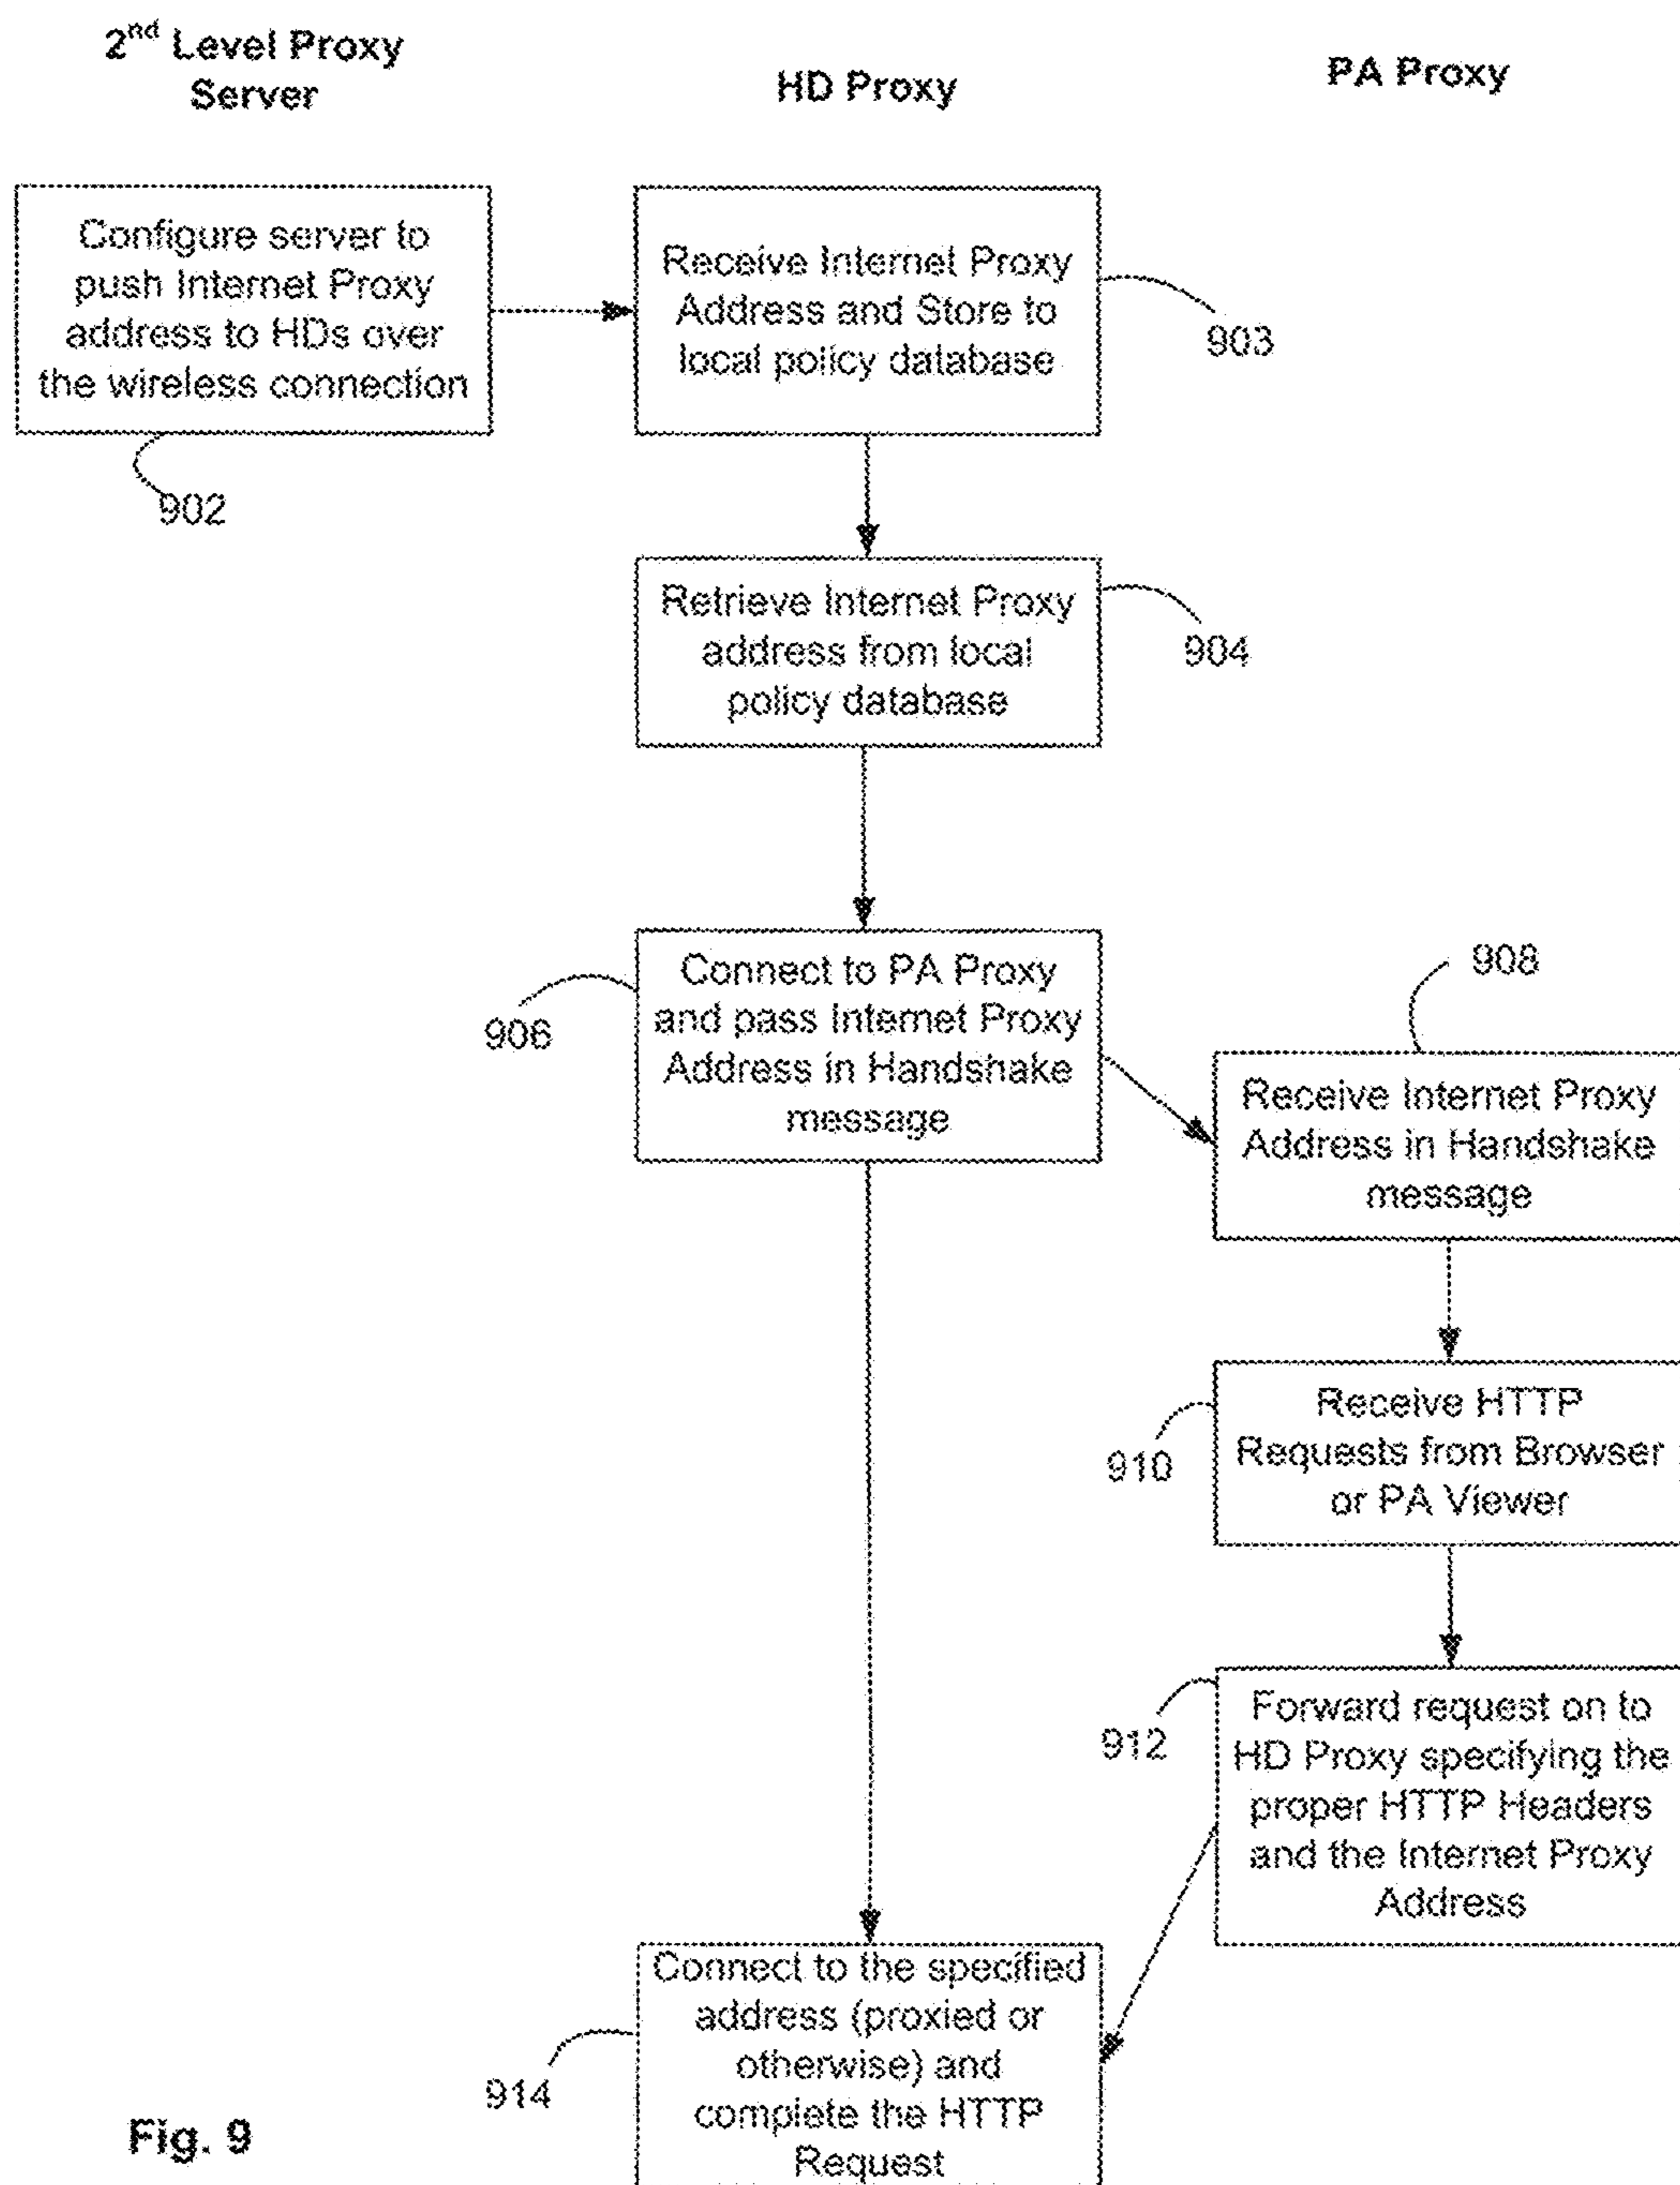 2nd Level Proxy
Server
HD Proxy
PA Proxy
Configure server to
push Internet Proxy
address to HDs over
the wireless connection
902
Receive Internet Proxy
Address and Store to
local policy database
903
Retrieve Internet Proxy
address from local
policy database
904
Connect to PA Proxy
and pass Internet Proxy
Address in Handshake
message
906
908
Receive Internet Proxy
Address in Handshake
message
Receive HTTP
Requests from Browser
or PA Viewer
910
Forward request on to
HD Proxy specifying the
proper HTTP Headers
and the Internet Proxy
Address
912
Connect to the specified
address (proxied or
otherwise) and
complete the HTTP
Request
914
Fig. 9